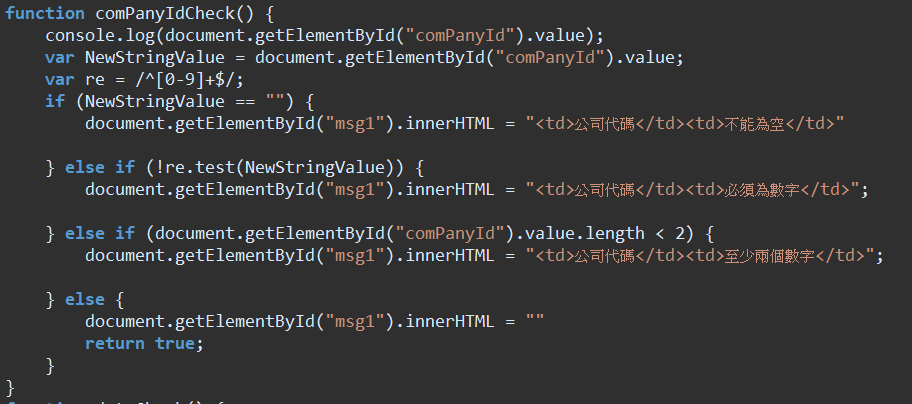 function comPanyIdCheck() {
    console.log(document.getElementById("comPanyId").value);
    var NewStringValue = document.getElementById("comPanyId").value;
    var re = /^[0-9]+$/;
    if (NewStringValue == "") {
        document.getElementById("msg1").innerHTML = "<td>公司代碼</td><td>不能為空</td>"
    } else if (!re.test(NewStringValue)) {
        document.getElementById("msg1").innerHTML = "<td>公司代碼</td><td>必須為數字</td>";
    } else if (document.getElementById("comPanyId").value.length < 2) {
        document.getElementById("msg1").innerHTML = "<td>公司代碼</td><td>至少兩個數字</td>";
    } else {
        document.getElementById("msg1").innerHTML = ""
        return true;
    }
}